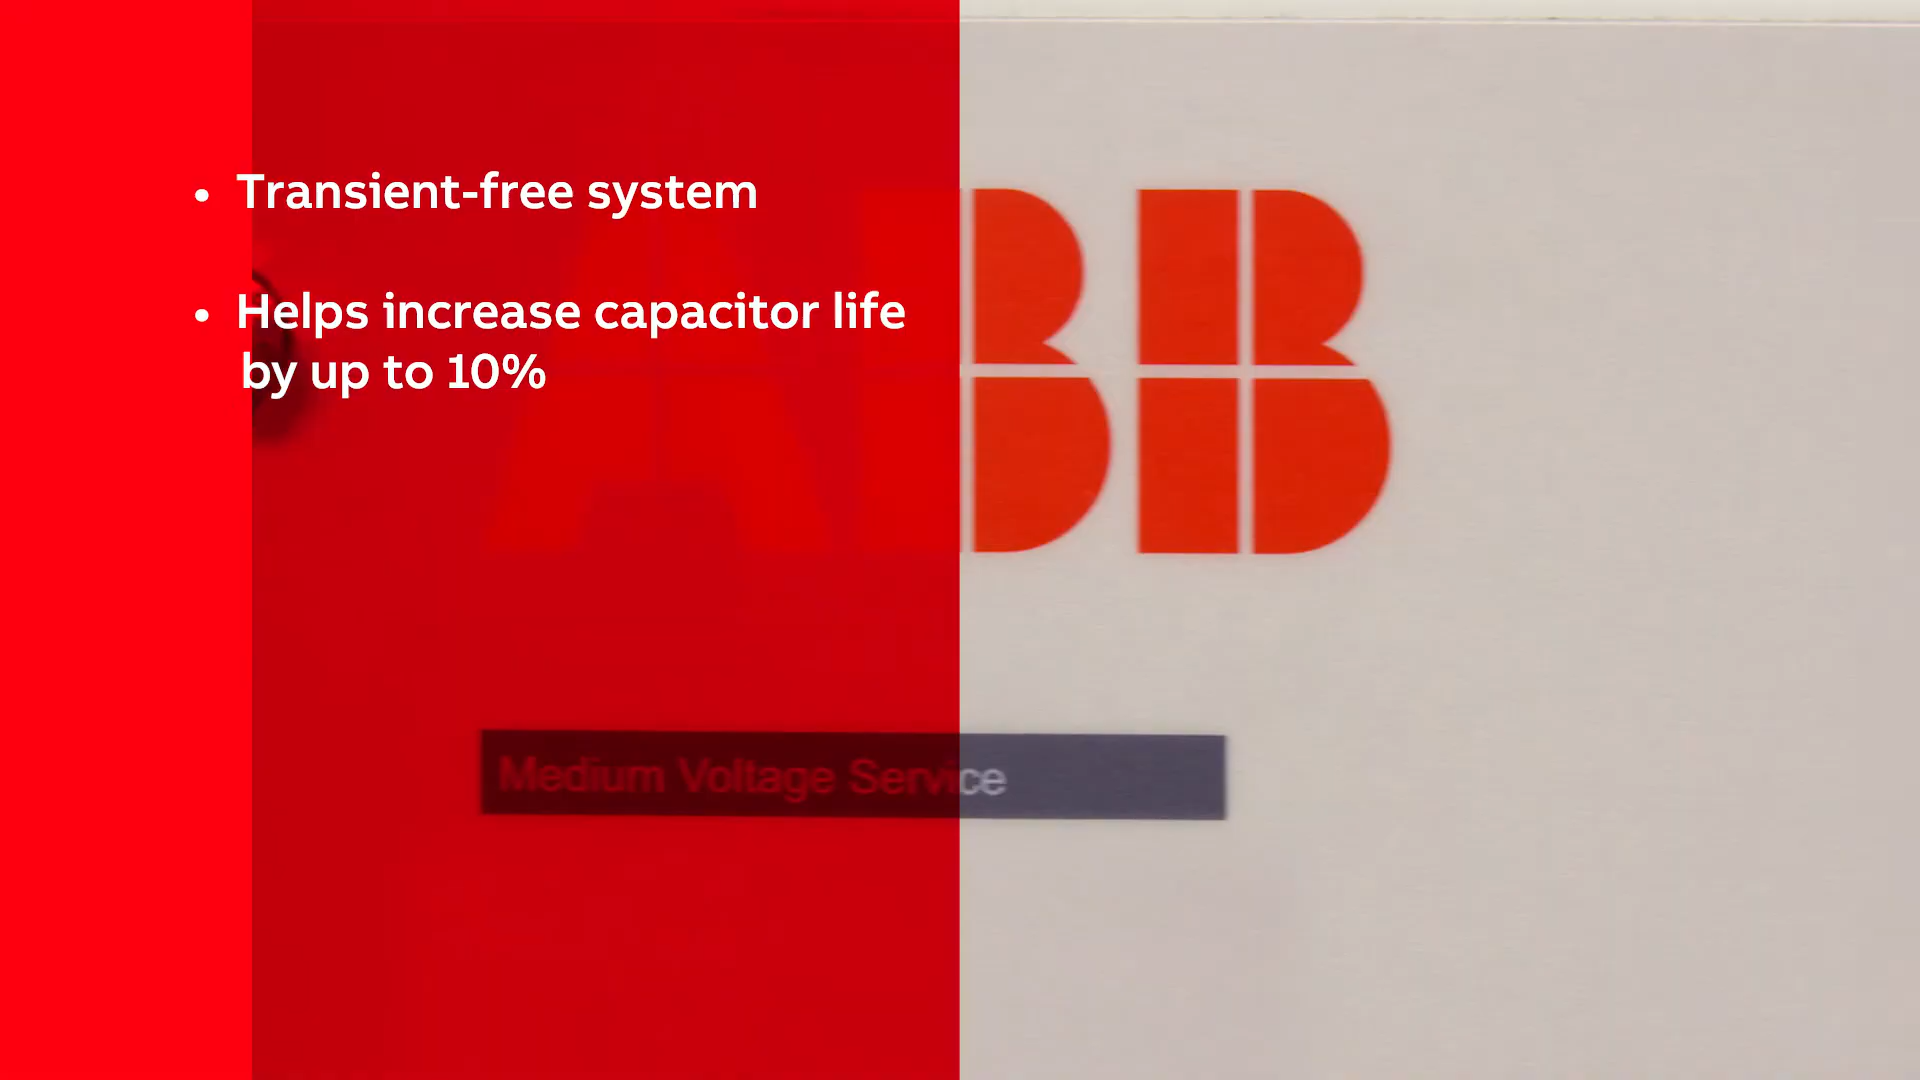 • Transient-free system
• Helps increase capacitor life
by up to 10%
ABB
Medium Voltage Service